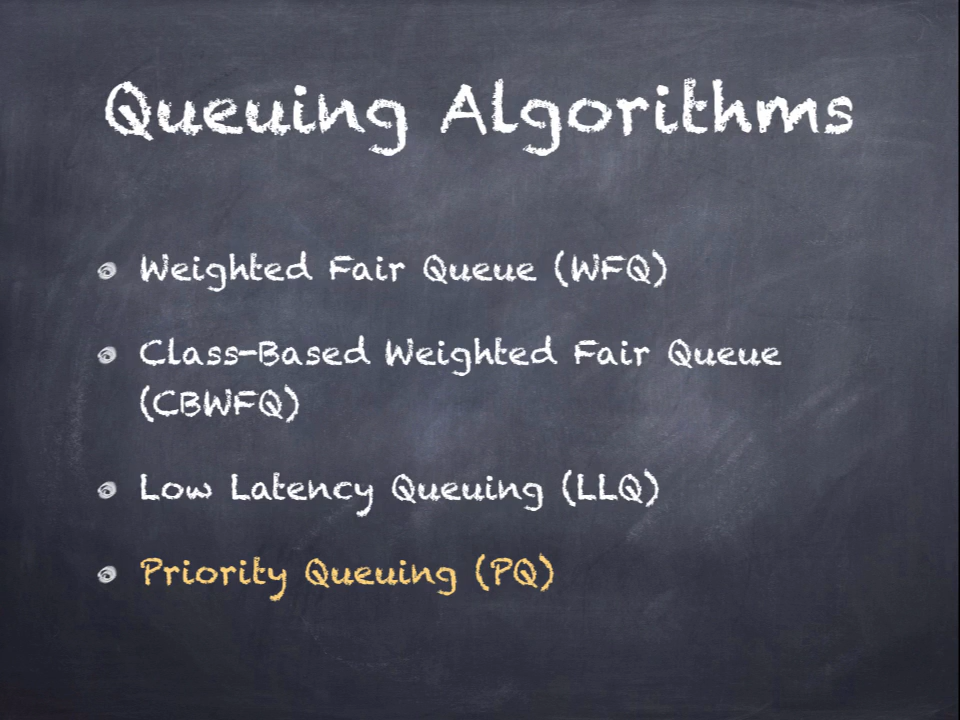 Queuing Algorithms
Weighted Fair Queue (WFQ)
Class-Based Weighted Fair Queue
(CBWFQ)
Low Latency Queuing (LLQ)
Priority Queuing (PQ)